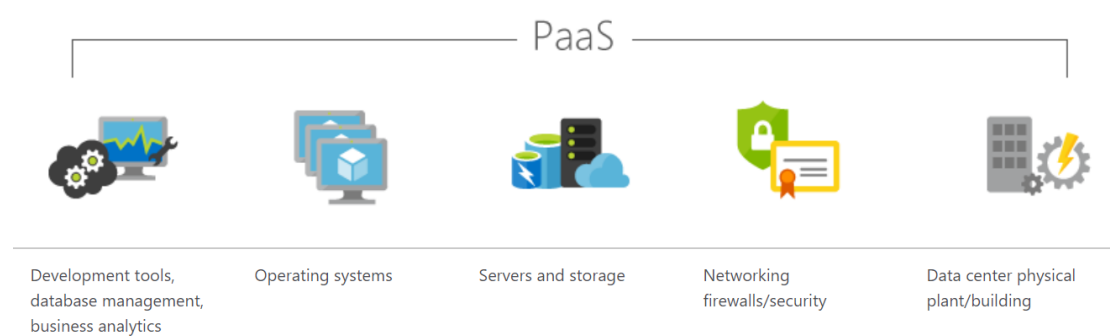 PaaS
Development tools,
database management,
business analytics
Operating systems
Servers and storage
Networking
firewalls/security
Data center physical
plant/building